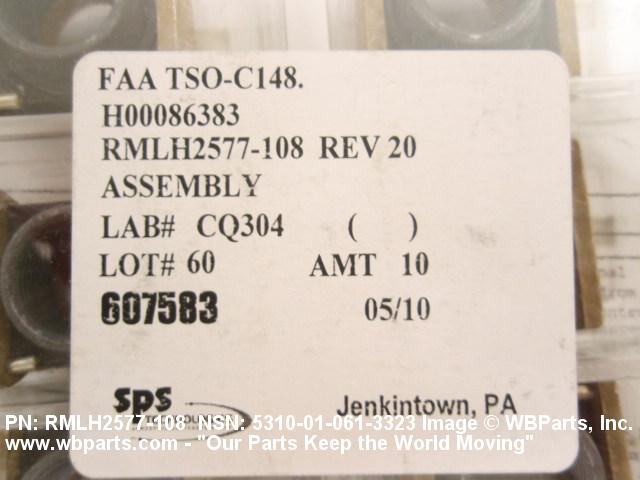 FAA TSO-C148.
H00086383
RMLH2577-108 REV 20
ASSEMBLY
LAB# CQ304 ( )
LOT# 60 AMT 10
607583 05/10
SPS
Jenkintown, PA
PN: RMLH2577-108 NSN: 5310-01-061-3323 Image © WBParts, Inc.
www.wbparts.com - "Our Parts Keep the World Moving"